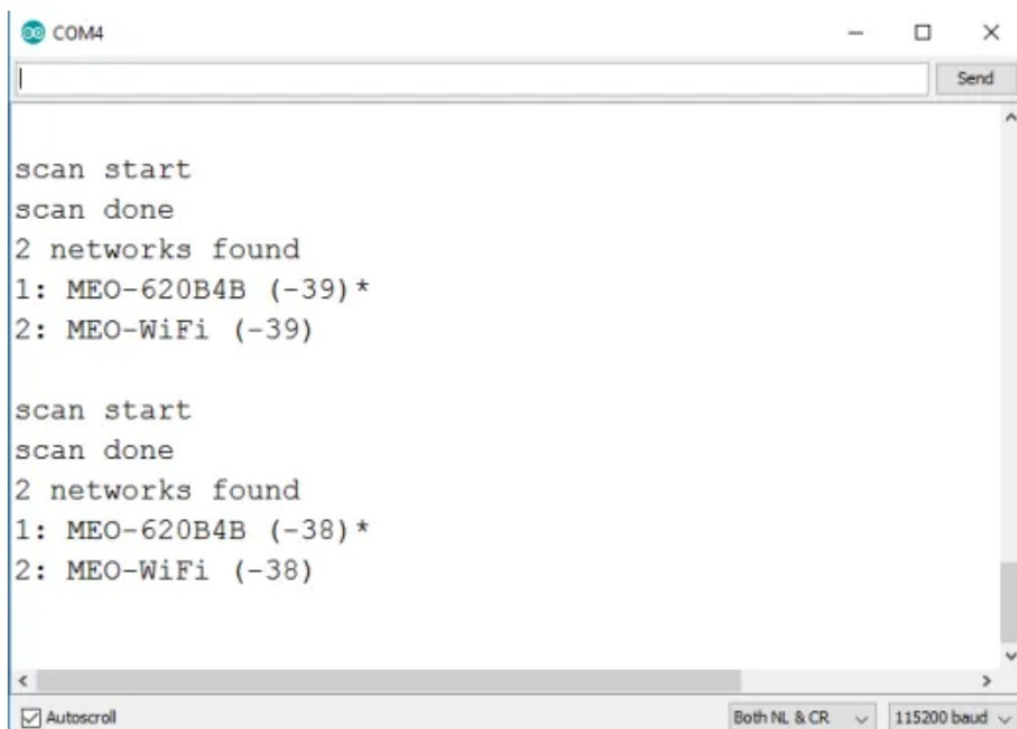 COM4
Send
scan start
scan done
2 networks found
1: MEO-620B4B (-39)*
2: MEO-WiFi (-39)
scan start
scan done
2 networks found
1: MEO-620B4B (-38)*
2: MEO-WiFi (-38)
Autoscroll
Both NL & CR
115200 baud